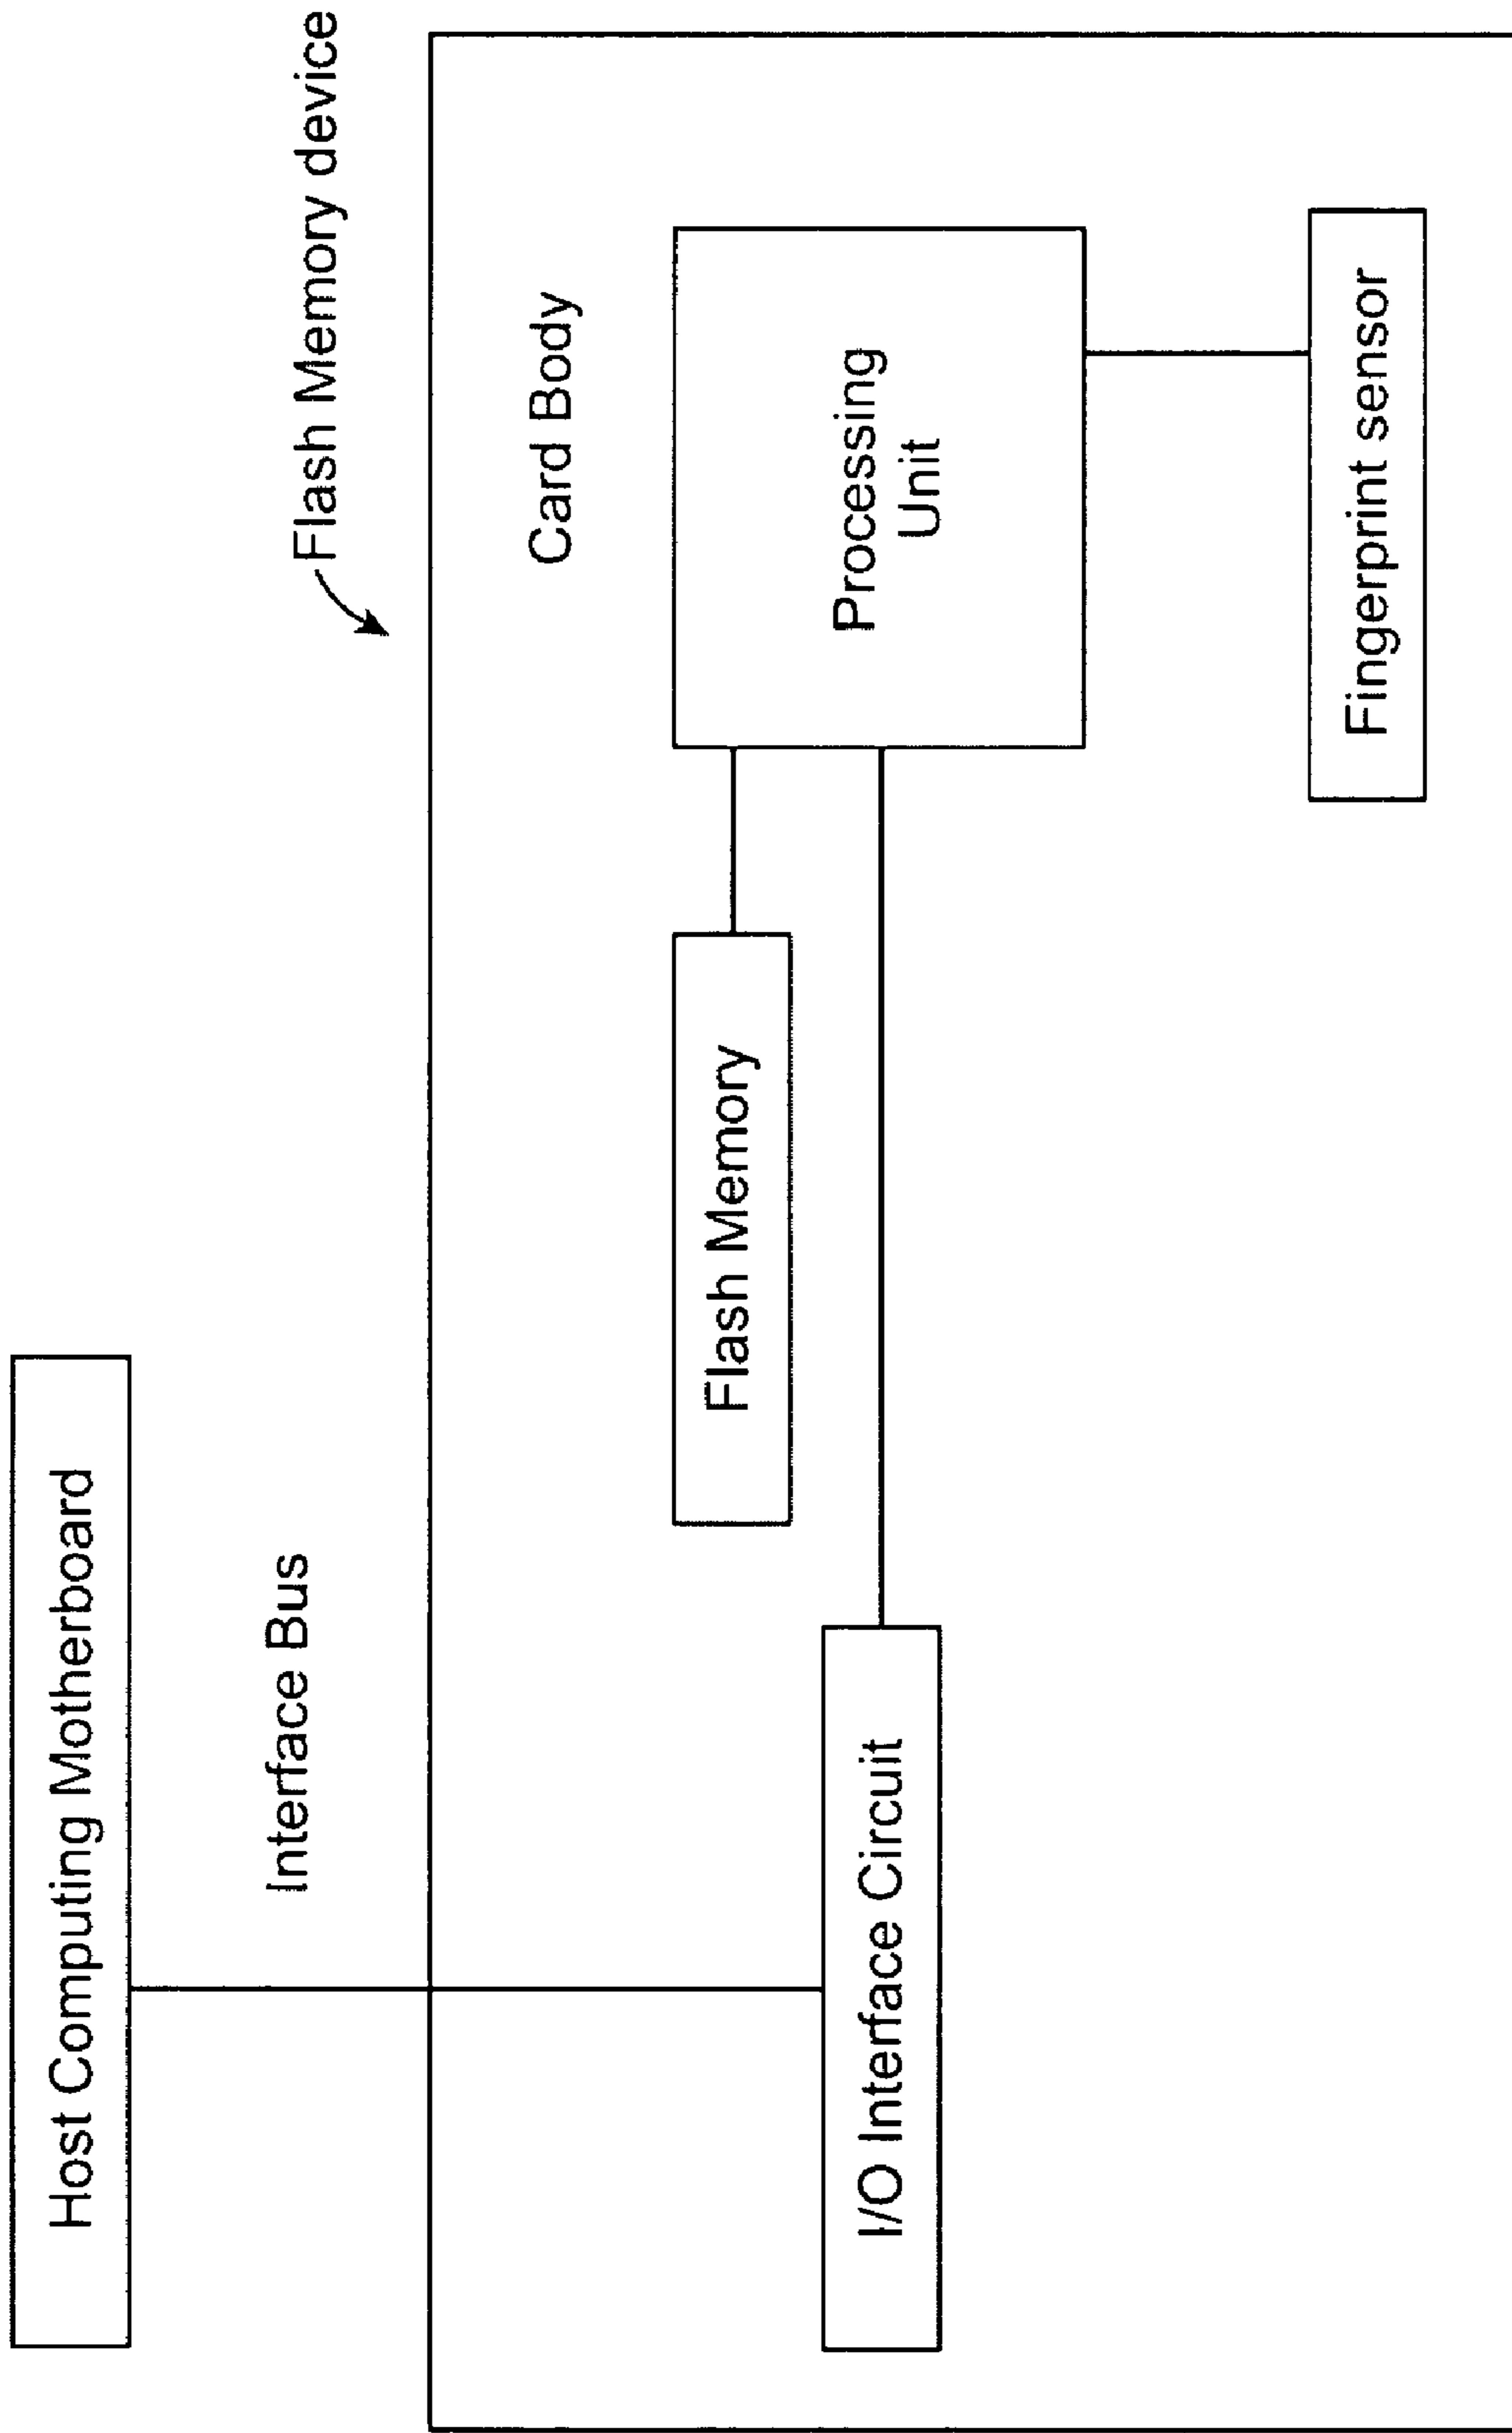 Host Computing Motherboard
Interface Bus
Flash Memory device
Card Body
Flash Memory
Processing
Unit
I/O Interface Circuit
Fingerprint sensor